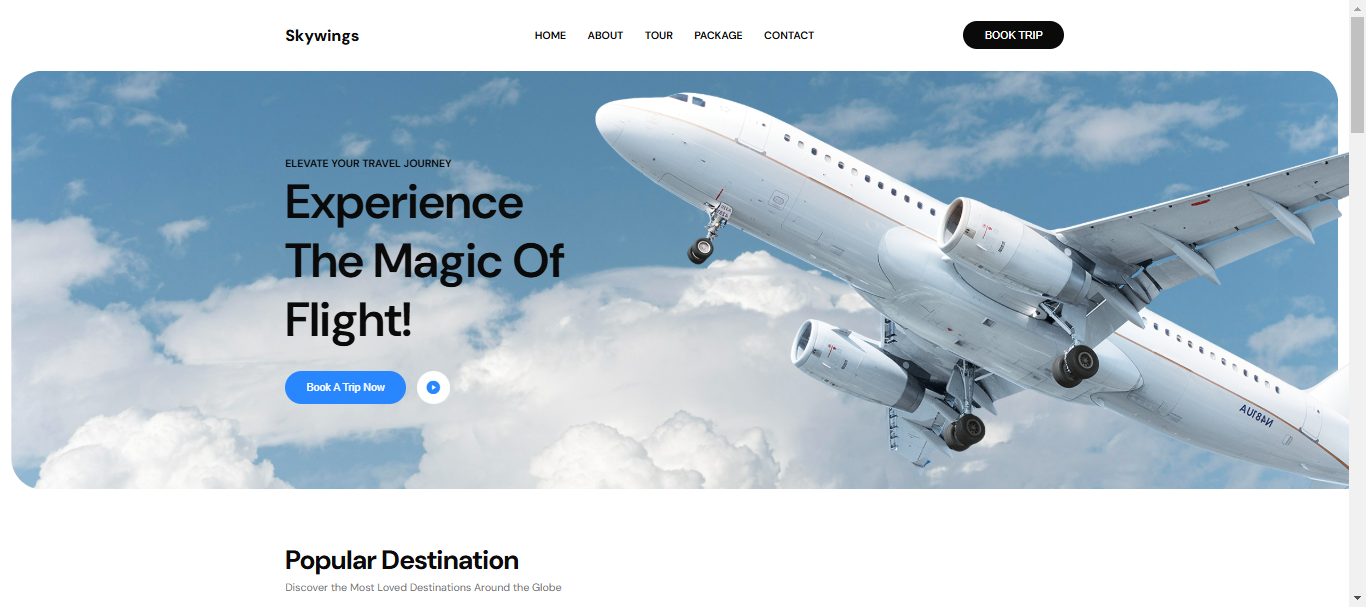 Skywings
HOME ABOUT TOUR PACKAGE CONTACT
BOOK TRIP
ELEVATE YOUR TRAVEL JOURNEY
Experience
The Magic Of
Flight!
Book A Trip Now
Popular Destination
Discover the Most Loved Destinations Around the Globe